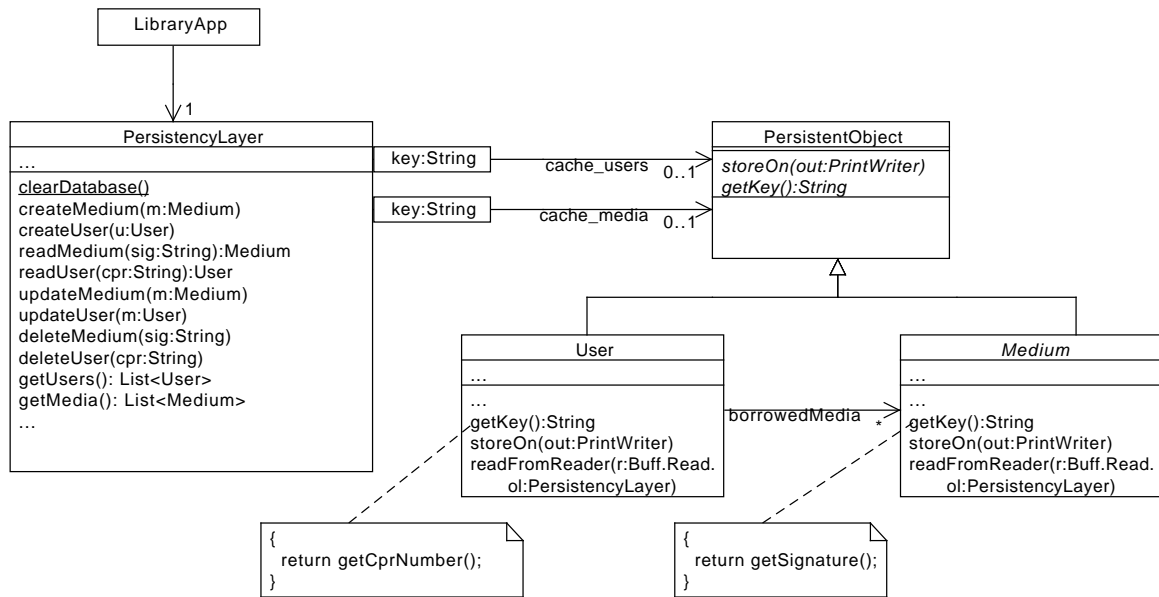 LibraryApp
1
PersistencyLayer
...
clearDatabase()
createMedium(m:Medium)
createUser(u:User)
readMedium(sig:String):Medium
readUser(cpr:String):User
updateMedium(m:Medium)
updateUser(m:User)
deleteMedium(sig:String)
deleteUser(cpr:String)
getUsers(): List<User>
getMedia(): List<Medium>
...
key:String
cache_users
0..1
key:String
cache_media
0..1
PersistentObject
storeOn(out:PrintWriter)
getKey():String
User
...
...
getKey():String
storeOn(out:PrintWriter)
readFromReader(r:Buff.Read.
ol:PersistencyLayer)
borrowedMedia
*
Medium
...
...
getKey():String
storeOn(out:PrintWriter)
readFromReader(r:Buff.Read.
ol:PersistencyLayer)
{
return getCprNumber();
}
{
return getSignature();
}